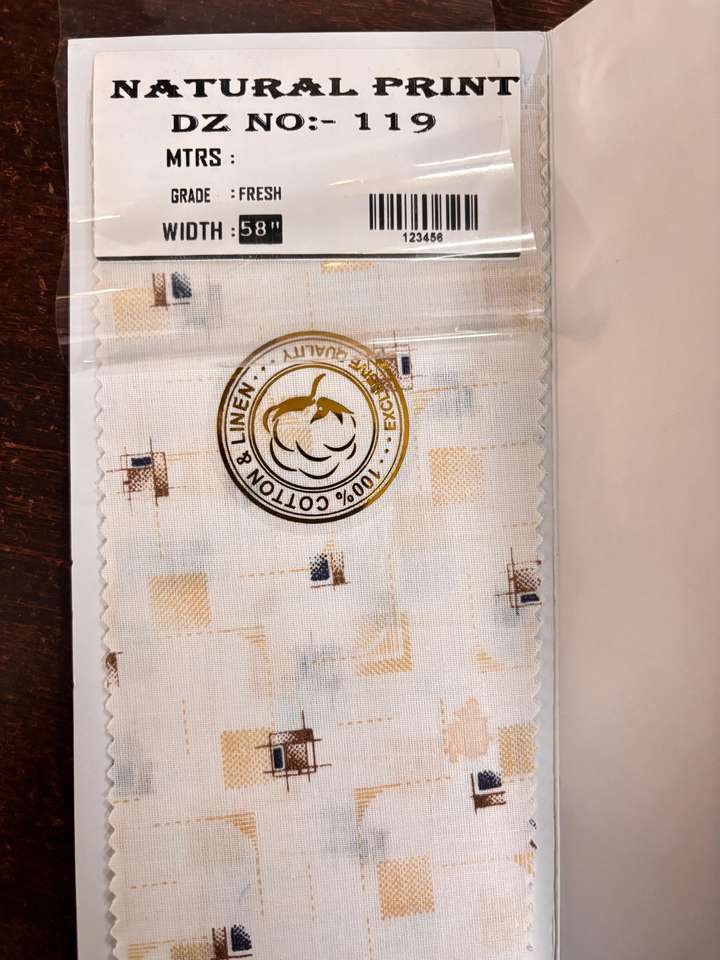 NATURAL PRINT
DZ NO:- 119
MTRS :
GRADE : FRESH
WIDTH : 58"
123456
100% COTTON & LINEN
EXCLUSIVE QUALITY